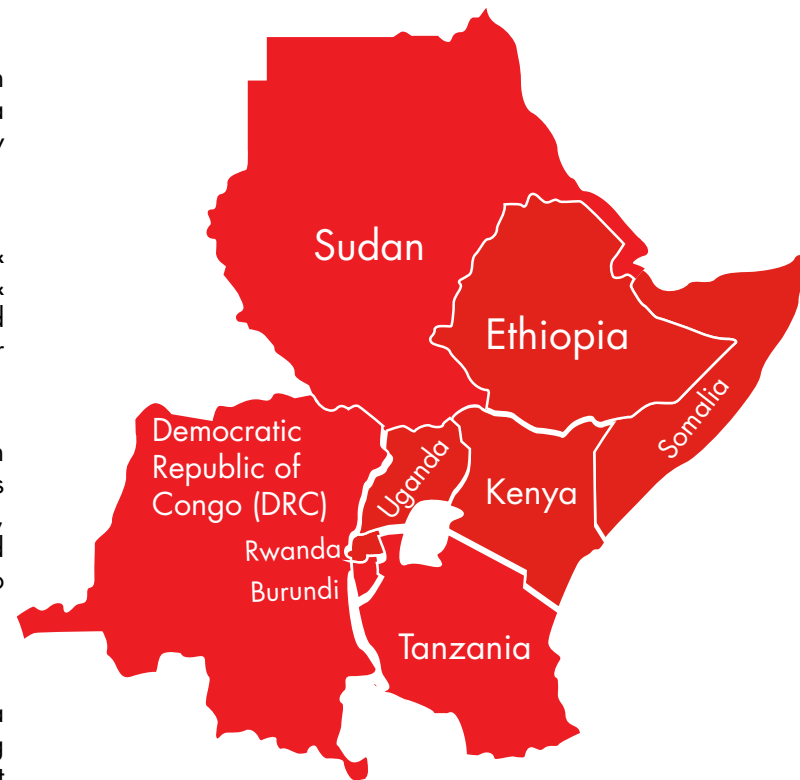 Sudan
Ethiopia
Somalia
Democratic
Republic of
Congo (DRC)
Uganda
Kenya
Rwanda
Burundi
Tanzania